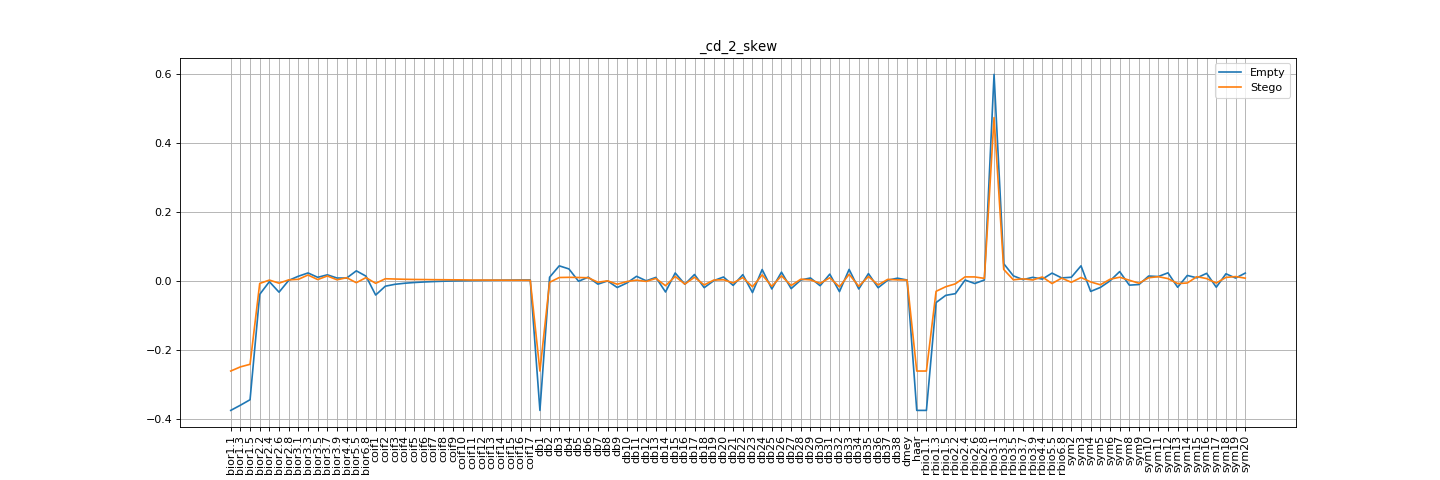 _cd_2_skew
Empty
Stego
0.6
0.4
0.2
0.0
−0.2
−0.4
bior1.1
bior1.3
bior1.5
bior2.2
bior2.4
bior2.6
bior2.8
bior3.1
bior3.3
bior3.5
bior3.7
bior3.9
bior4.4
bior5.5
bior6.8
coif1
coif2
coif3
coif4
coif5
coif6
coif7
coif8
coif9
coif10
coif11
coif12
coif13
coif14
coif15
coif16
coif17
db1
db2
db3
db4
db5
db6
db7
db8
db9
db10
db11
db12
db13
db14
db15
db16
db17
db18
db19
db20
db21
db22
db23
db24
db25
db26
db27
db28
db29
db30
db31
db32
db33
db34
db35
db36
db37
db38
dmey
haar
rbio1.1
rbio1.3
rbio1.5
rbio2.2
rbio2.4
rbio2.6
rbio2.8
rbio3.1
rbio3.3
rbio3.5
rbio3.7
rbio3.9
rbio4.4
rbio5.5
rbio6.8
sym2
sym3
sym4
sym5
sym6
sym7
sym8
sym9
sym10
sym11
sym12
sym13
sym14
sym15
sym16
sym17
sym18
sym19
sym20